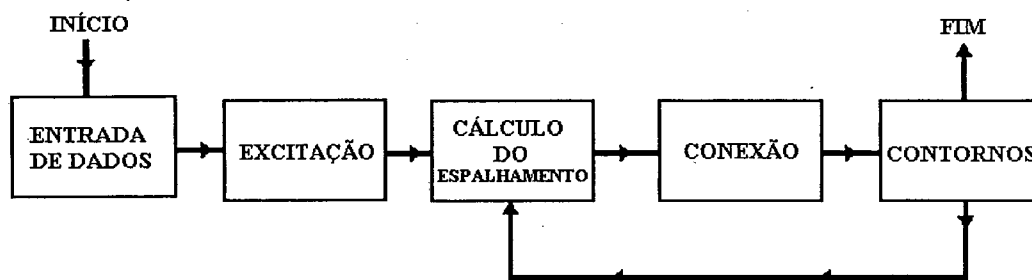 INÍCIO
FIM
ENTRADA
DE DADOS
EXCITAÇÃO
CÁLCULO
DO
ESPALHAMENTO
CONEXÃO
CONTORNOS